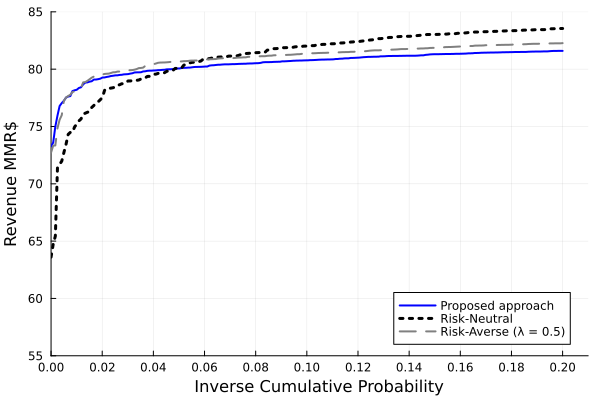 Revenue MMR$
85
80
75
70
65
60
55
0.00 0.02 0.04 0.06 0.08 0.10 0.12 0.14 0.16 0.18 0.20
Inverse Cumulative Probability
Proposed approach
Risk-Neutral
Risk-Averse (λ = 0.5)